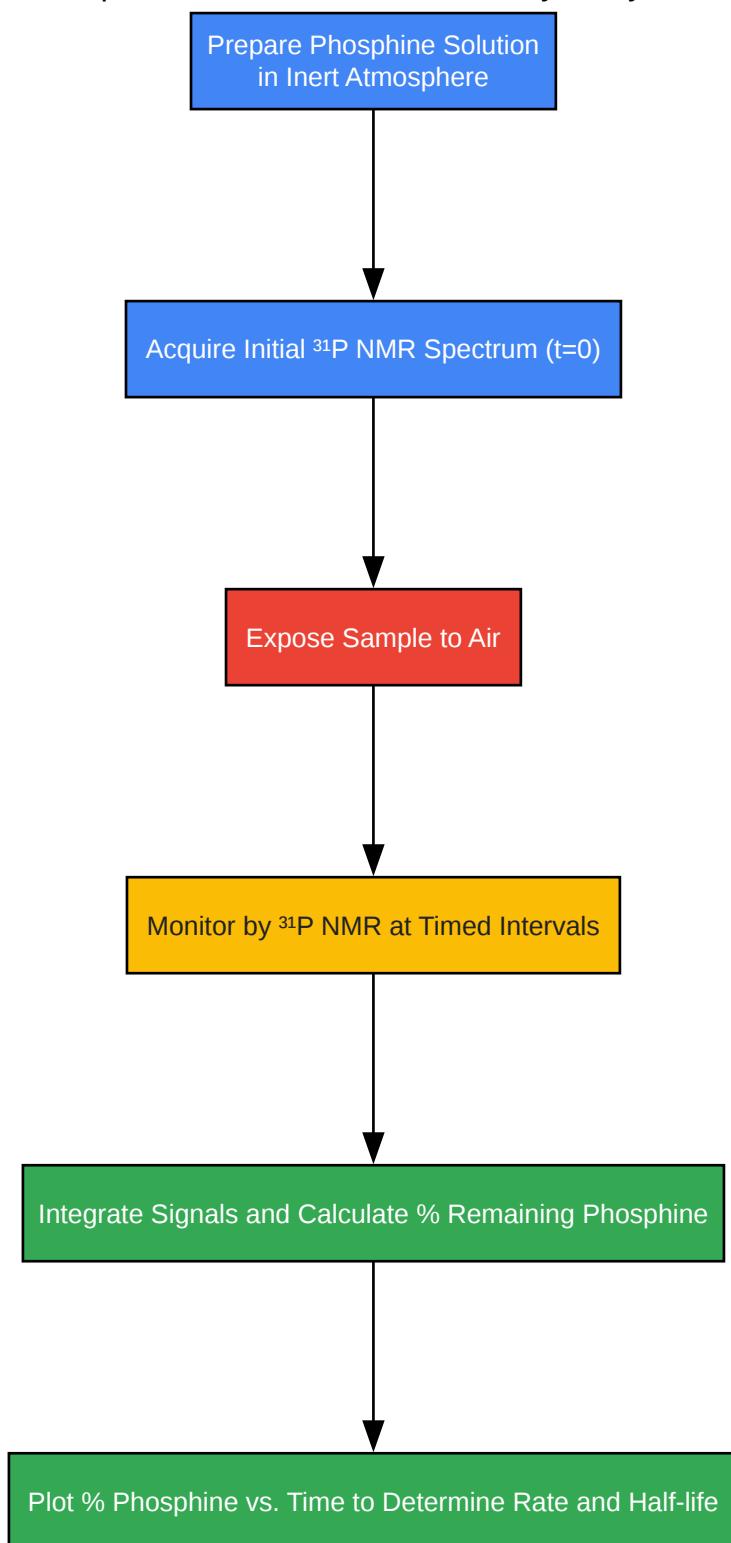 Prepare Phosphine Solution
in Inert Atmosphere
Acquire Initial ³¹P NMR Spectrum (t=0)
Expose Sample to Air
Monitor by ³¹P NMR at Timed Intervals
Integrate Signals and Calculate % Remaining Phosphine
Plot % Phosphine vs. Time to Determine Rate and Half-life